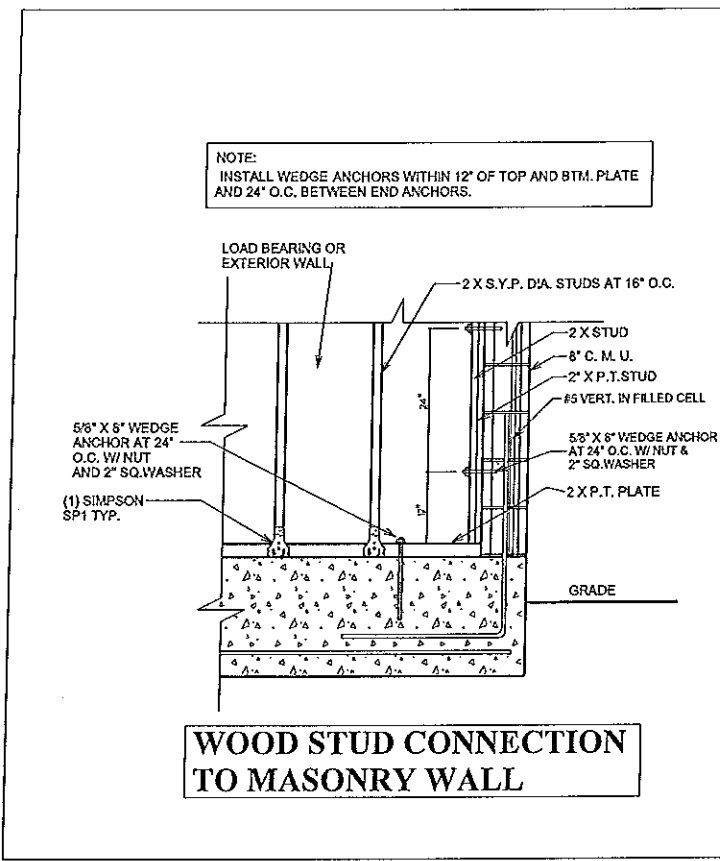 NOTE:
INSTALL WEDGE ANCHORS WITHIN 12" OF TOP AND BTM. PLATE
AND 24" O.C. BETWEEN END ANCHORS.
LOAD BEARING OR
EXTERIOR WALL
2 X S.Y.P. DIA. STUDS AT 16" O.C.
2 X STUD
8" C. M. U.
2" X P.T.STUD
#5 VERT. IN FILLED CELL
24"
5/8" X 8" WEDGE
ANCHOR AT 24"
O.C. W/ NUT
AND 2" SQ.WASHER
5/8" X 8" WEDGE ANCHOR
AT 24" O.C. W/ NUT &
2" SQ.WASHER
(1) SIMPSON
SP1 TYP.
12"
2 X P.T. PLATE
GRADE
WOOD STUD CONNECTION
TO MASONRY WALL